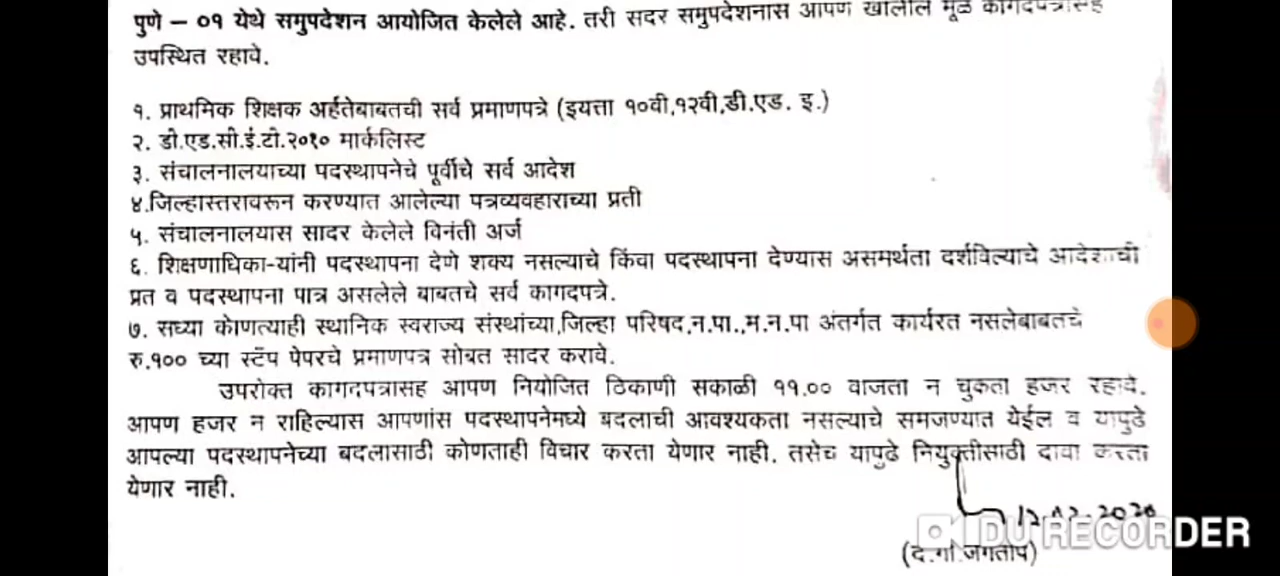 पुणे – ०१ येथे समुपदेशन आयोजित केलेले आहे. तरी सदर समुपदेशनास आपण खालील मूळ कागदपत्रासह
उपस्थित रहावे.
१. प्राथमिक शिक्षक अर्हतेबाबतची सर्व प्रमाणपत्रे (इयत्ता १०वी,१२वी,डी.एड. इ.)
२. डी.एड.सी.ई.टी.२०१० मार्कलिस्ट
३. संचालनालयाच्या पदस्थापनेचे पूर्वीचे सर्व आदेश
४.जिल्हास्तरावरून करण्यात आलेल्या पत्रव्यवहाराच्या प्रती
५. संचालनालयास सादर केलेले विनंती अर्ज
६. शिक्षणाधिका-यांनी पदस्थापना देणे शक्य नसल्याचे किंवा पदस्थापना देण्यास असमर्थता दर्शविल्याचे आदेशाची
प्रत व पदस्थापना पात्र असलेले बाबतचे सर्व कागदपत्रे.
७. सध्या कोणत्याही स्थानिक स्वराज्य संस्थांच्या,जिल्हा परिषद,न.पा.,म.न.पा अंतर्गत कार्यरत नसलेबाबतचे
रु.१०० च्या स्टॅप पेपरचे प्रमाणपत्र सोबत सादर करावे.
उपरोक्त कागदपत्रासह आपण नियोजित ठिकाणी सकाळी ११.०० वाजता न चुकता हजर रहावे.
आपण हजर न राहिल्यास आपणांस पदस्थापनेमध्ये बदलाची आवश्यकता नसल्याचे समजण्यात येईल व यापुढे
आपल्या पदस्थापनेच्या बदलासाठी कोणताही विचार करता येणार नाही. तसेच यापुढे नियुक्तीसाठी दावा करता
येणार नाही.
DU RECORDER
(द.गो.जगताप)